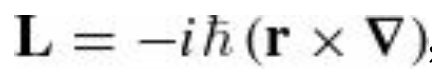 𝐋 = −iℏ(𝐫 × ∇),